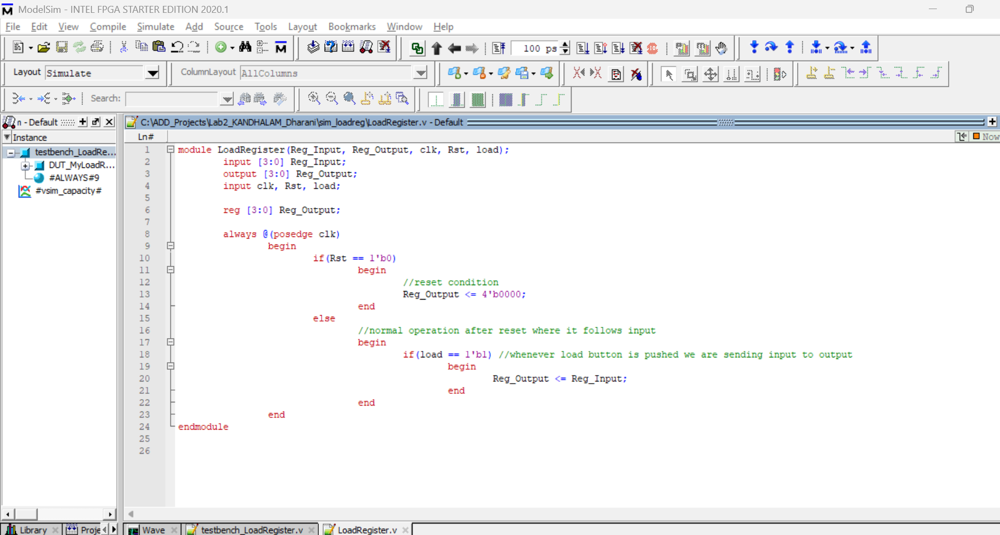 ModelSim - INTEL FPGA STARTER EDITION 2020.1
File Edit View Compile Simulate Add Source Tools Layout Bookmarks Window Help
100 ps
Layout Simulate ColumnLayout AllColumns
Search:
n - Default
Instance
testbench_LoadRe...
DUT_MyLoadR...
#ALWAYS#9
#vsim_capacity#
C:\ADD_Projects\Lab2_KANDHALAM_Dharani\sim_loadreg\LoadRegister.v - Default
Ln#
Now
1 module LoadRegister(Reg_Input, Reg_Output, clk, Rst, load);
2 input [3:0] Reg_Input;
3 output [3:0] Reg_Output;
4 input clk, Rst, load;
5
6 reg [3:0] Reg_Output;
7
8 always @(posedge clk)
9 begin
10 if(Rst == 1'b0)
11 begin
12 //reset condition
13 Reg_Output <= 4'b0000;
14 end
15 else
16 //normal operation after reset where it follows input
17 begin
18 if(load == 1'b1) //whenever load button is pushed we are sending input to output
19 begin
20 Reg_Output <= Reg_Input;
21 end
22 end
23 end
24 endmodule
25
26
Library Proje Wave testbench_LoadRegister.v LoadRegister.v